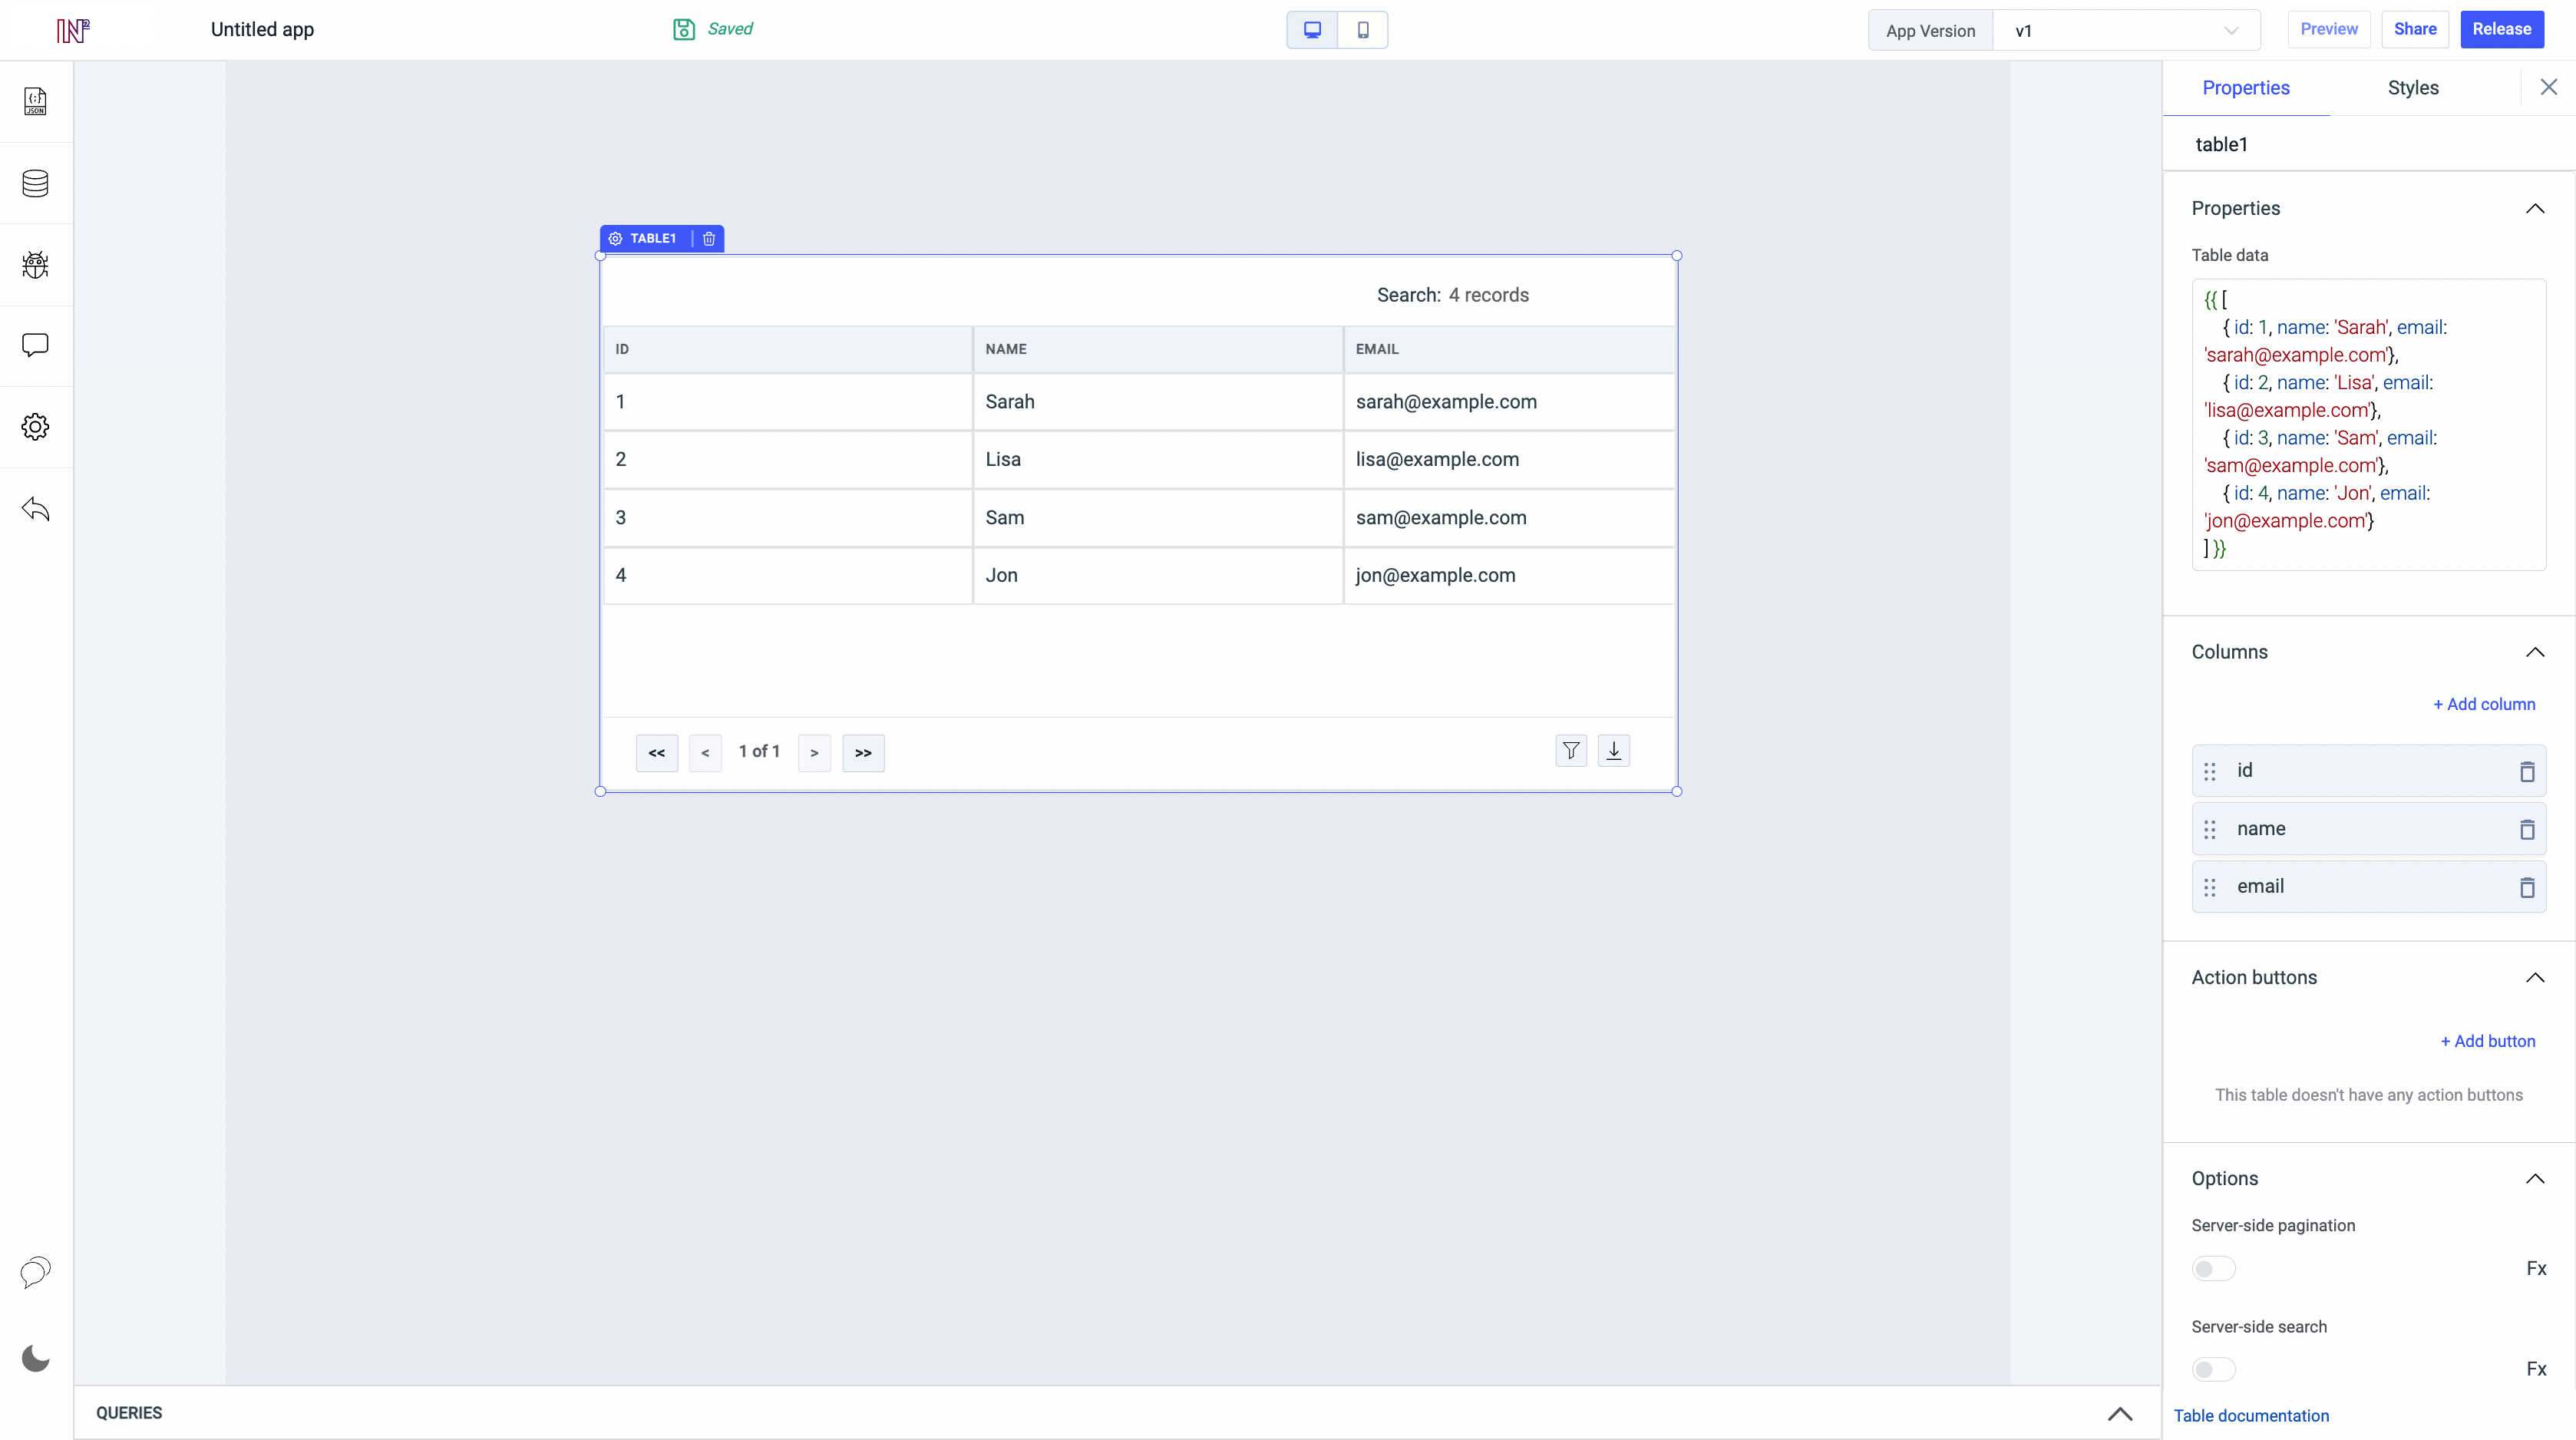 IN²
Untitled app
Saved
App Version
v1
Preview
Share
Release
JSON
TABLE1
Search: 4 records
ID NAME EMAIL
1 Sarah sarah@example.com
2 Lisa lisa@example.com
3 Sam sam@example.com
4 Jon jon@example.com
<< < 1 of 1 > >>
Properties Styles
table1
Properties
Table data
{{ [
{ id: 1, name: 'Sarah', email:
'sarah@example.com'},
{ id: 2, name: 'Lisa', email:
'lisa@example.com'},
{ id: 3, name: 'Sam', email:
'sam@example.com'},
{ id: 4, name: 'Jon', email:
'jon@example.com'}
] }}
Columns
+ Add column
id
name
email
Action buttons
+ Add button
This table doesn't have any action buttons
Options
Server-side pagination
Fx
Server-side search
Fx
Table documentation
QUERIES